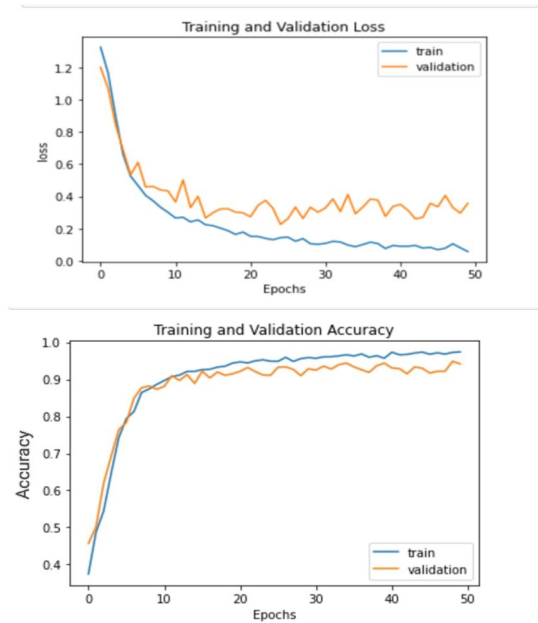 Training and Validation Loss
train
validation
1.2
1.0
0.8
0.6
0.4
0.2
0.0
loss
0 10 20 30 40 50
Epochs
Training and Validation Accuracy
1.0
0.9
0.8
0.7
0.6
0.5
0.4
Accuracy
train
validation
0 10 20 30 40 50
Epochs